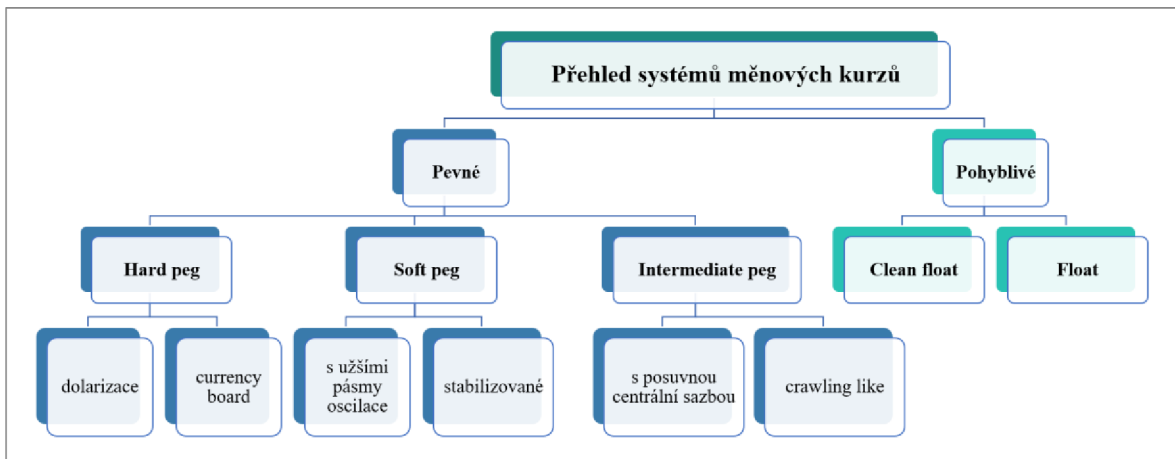 Přehled systémů měnových kurzů
Pevné
Pohyblivé
Hard peg
Soft peg
Intermediate peg
Clean float
Float
dolarizace
currency
board
s užšími
pásmy
oscilace
stabilizované
s posuvnou
centrální sazbou
crawling like